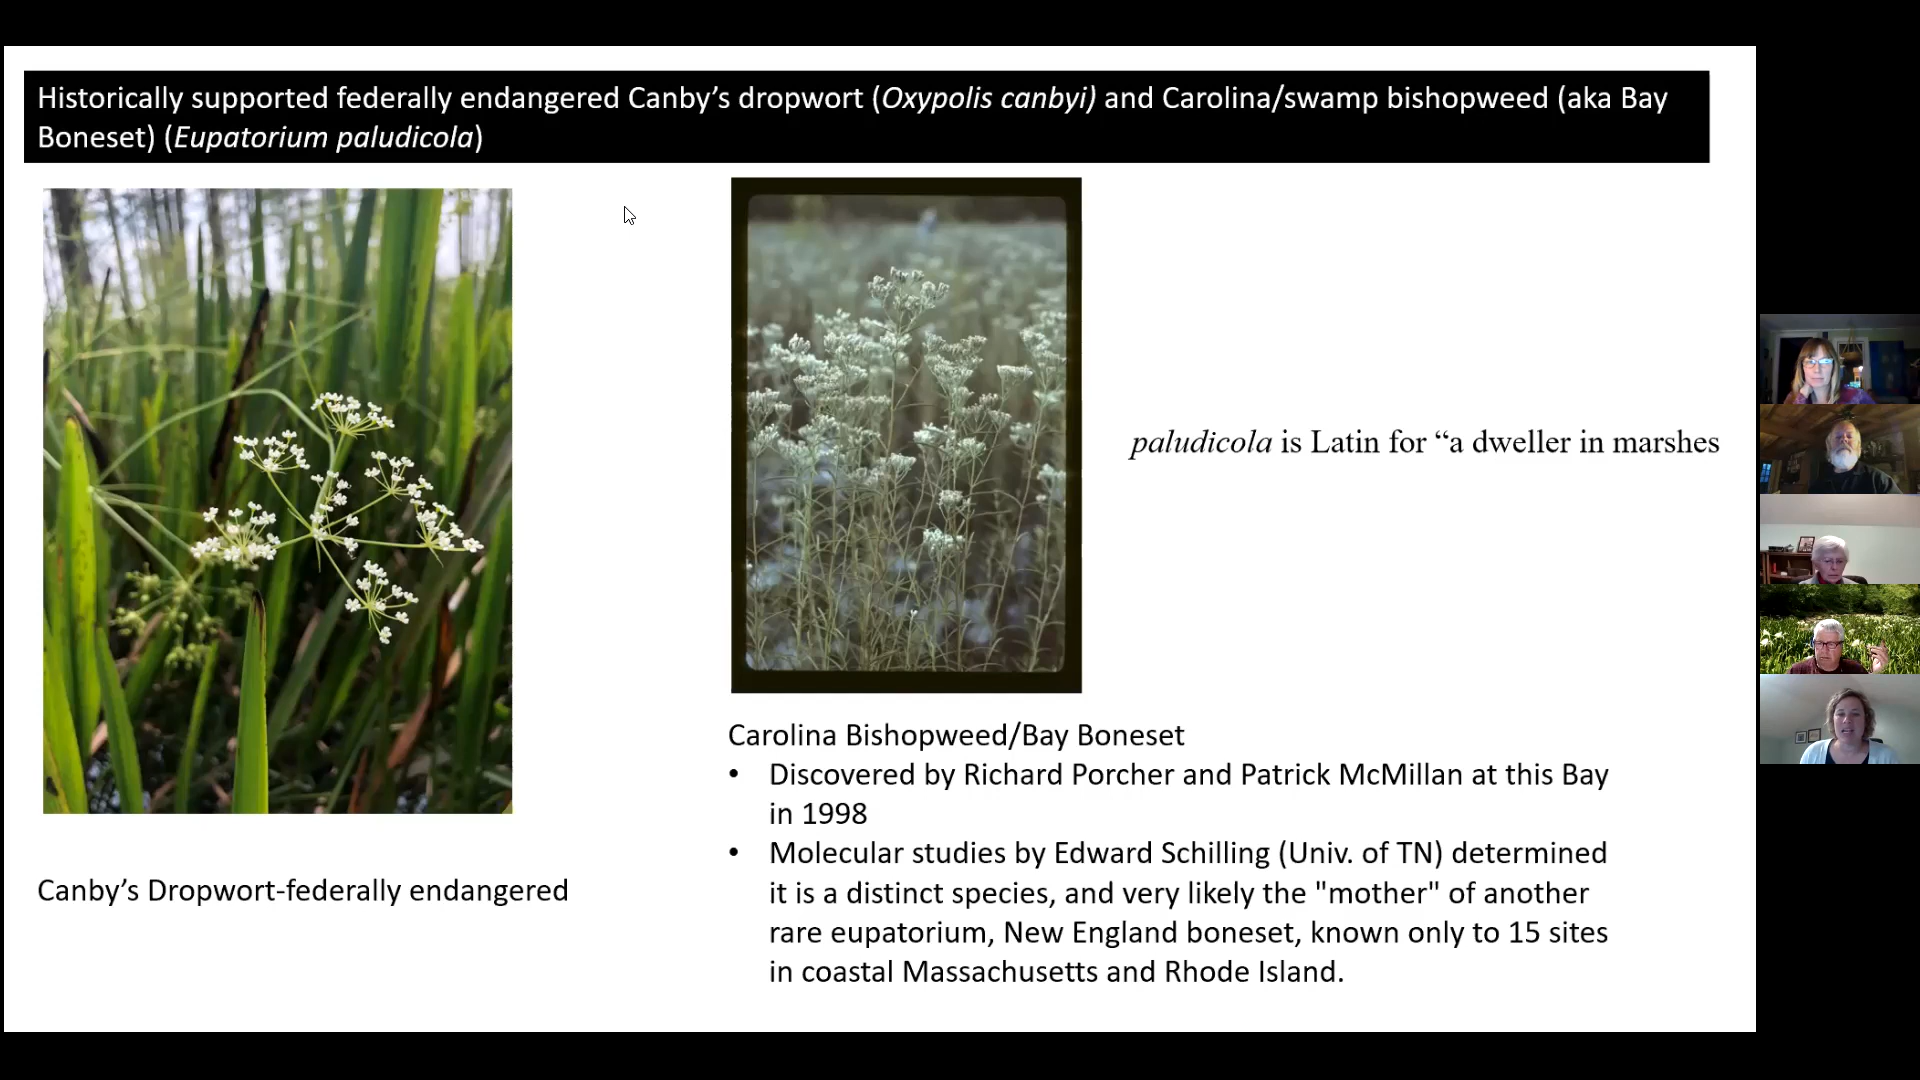 Historically supported federally endangered Canby’s dropwort (Oxypolis canbyi) and Carolina/swamp bishopweed (aka Bay
Boneset) (Eupatorium paludicola)
paludicola is Latin for “a dweller in marshes
Carolina Bishopweed/Bay Boneset
• Discovered by Richard Porcher and Patrick McMillan at this Bay
in 1998
• Molecular studies by Edward Schilling (Univ. of TN) determined
it is a distinct species, and very likely the "mother" of another
rare eupatorium, New England boneset, known only to 15 sites
in coastal Massachusetts and Rhode Island.
Canby’s Dropwort-federally endangered